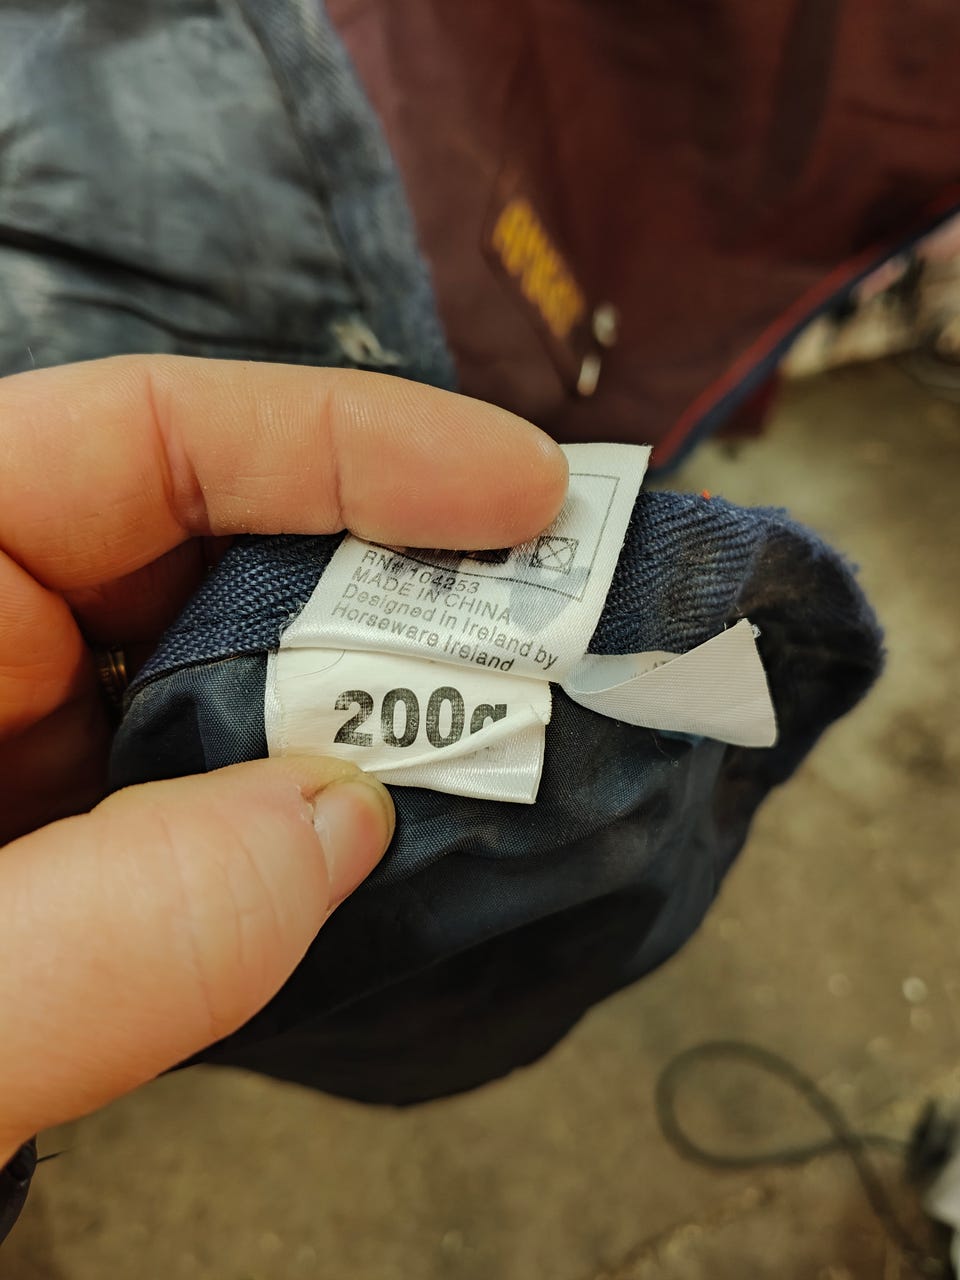 RN# 104253
MADE IN CHINA
Designed in Ireland by
Horseware Ireland
200g